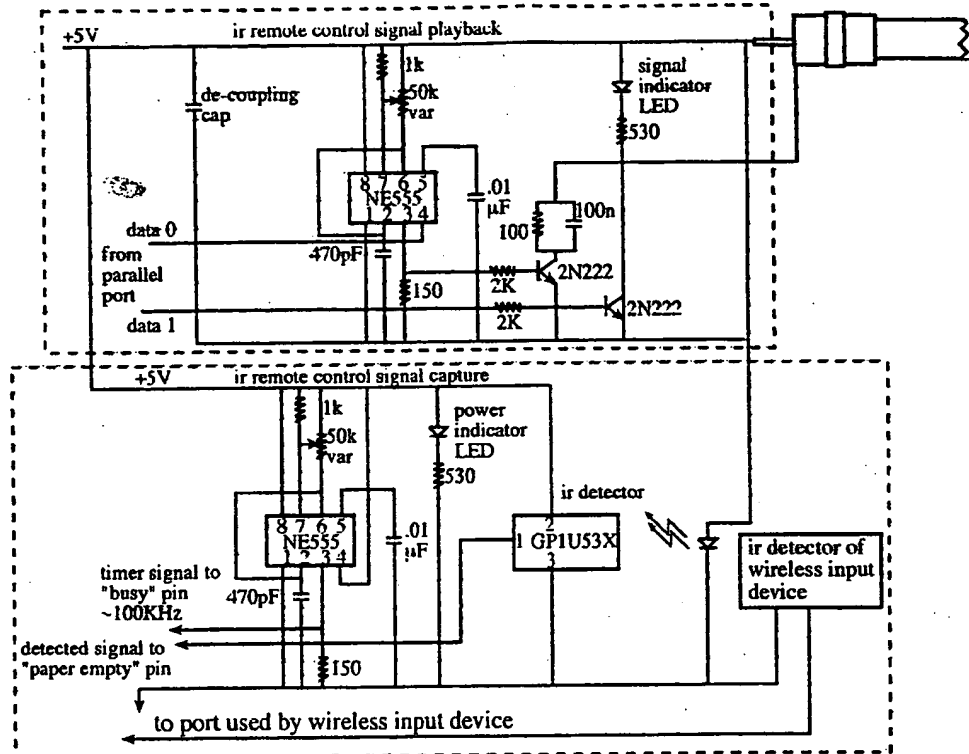 +5V
ir remote control signal playback
1k
50k
var
de-coupling
cap
signal
indicator
LED
530
8 7 6 5
NE555
1 2 3 4
.01
µF
100n
100
data 0
from
parallel
port
data 1
470pF
150
2K
2N222
2K
2N222
+5V
ir remote control signal capture
1k
50k
var
power
indicator
LED
530
ir detector
8 7 6 5
NE555
1 2 3 4
.01
µF
2
1 GP1U53X
3
ir detector of
wireless input
device
timer signal to
"busy" pin
~100KHz
470pF
detected signal to
"paper empty" pin
150
to port used by wireless input device